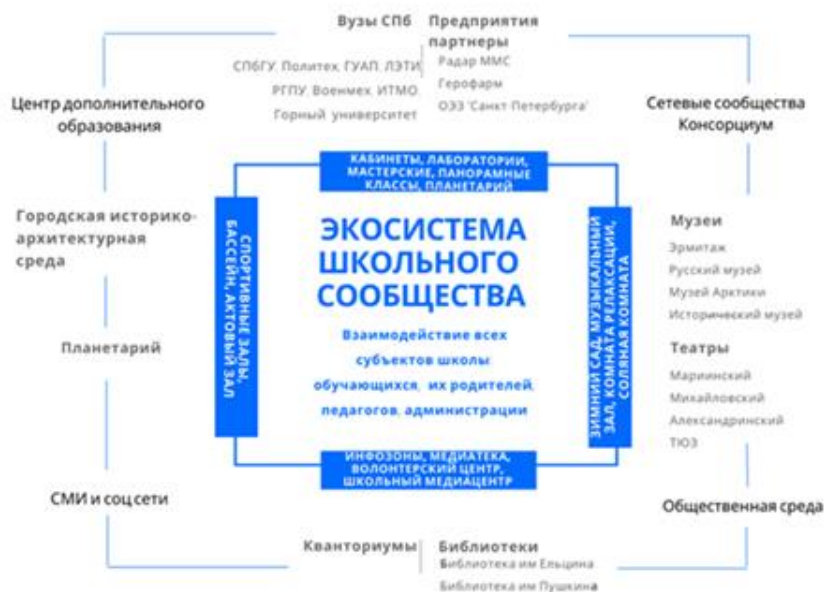 Вузы СПб
СПбГУ. Политех. ГУАП. ЛЭТИ
РГПУ. Военмех. ИТМО.
Горный университет
Предприятия
партнеры
Радар ММС
Герофарм
ОЭЗ 'Санкт Петербурга'
Центр дополнительного
образования
Сетевые сообщества
Консорциум
КАБИНЕТЫ, ЛАБОРАТОРИИ,
МАСТЕРСКИЕ, ПАНОРАМНЫЕ
КЛАССЫ, ПЛАНЕТАРИЙ
Городская историко-
архитектурная
среда
СПОРТИВНЫЕ ЗАЛЫ,
БАССЕЙН, АКТОВЫЙ ЗАЛ
ЭКОСИСТЕМА
ШКОЛЬНОГО
СООБЩЕСТВА
Взаимодействие всех
субъектов школы:
обучающихся, их родителей,
педагогов, администрации
ЗИМНИЙ САД, МУЗЫКАЛЬНЫЙ
ЗАЛ, КОМНАТА РЕЛАКСАЦИИ,
СОЛЯНАЯ КОМНАТА
Музеи
Эрмитаж
Русский музей
Музей Арктики
Исторический музей
Театры
Мариинский
Михайловский
Александринский
ТЮЗ
Планетарий
ИНФОЗОНЫ, МЕДИАТЕКА,
ВОЛОНТЕРСКИЙ ЦЕНТР,
ШКОЛЬНЫЙ МЕДИАЦЕНТР
СМИ и соц сети
Общественная среда
Кванториумы
Библиотеки
Библиотека им Ельцина
Библиотека им Пушкина